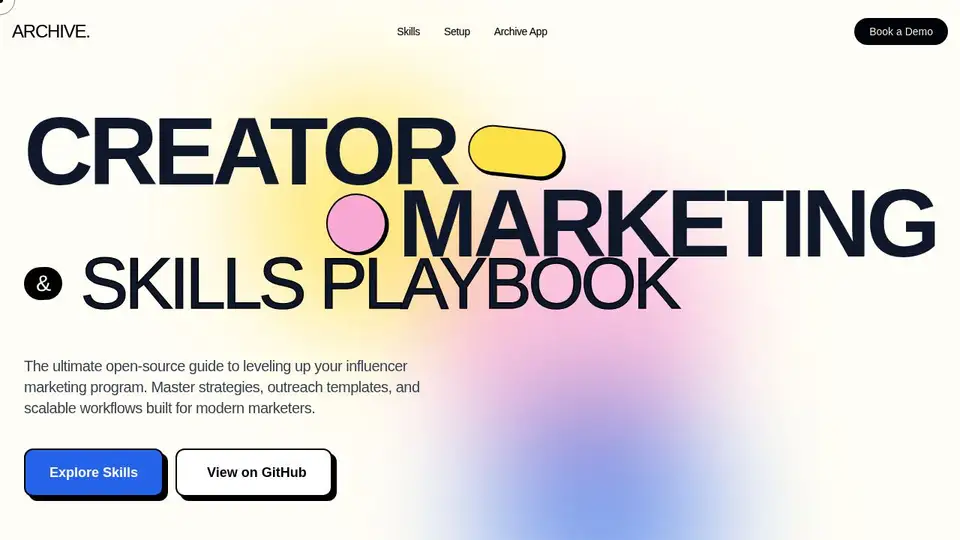 ARCHIVE.
Skills
Setup
Archive App
Book a Demo
CREATOR
MARKETING
& SKILLS PLAYBOOK
The ultimate open-source guide to leveling up your influencer
marketing program. Master strategies, outreach templates, and
scalable workflows built for modern marketers.
Explore Skills
View on GitHub